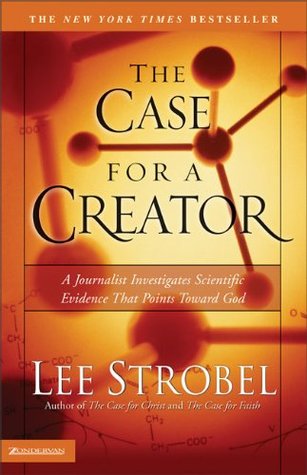 THE NEW YORK TIMES BESTSELLER
THE
CASE
FOR A
CREATOR
A Journalist Investigates Scientific
Evidence That Points Toward God
LEE STROBEL
Author of The Case for Christ and The Case for Faith
ZONDERVAN